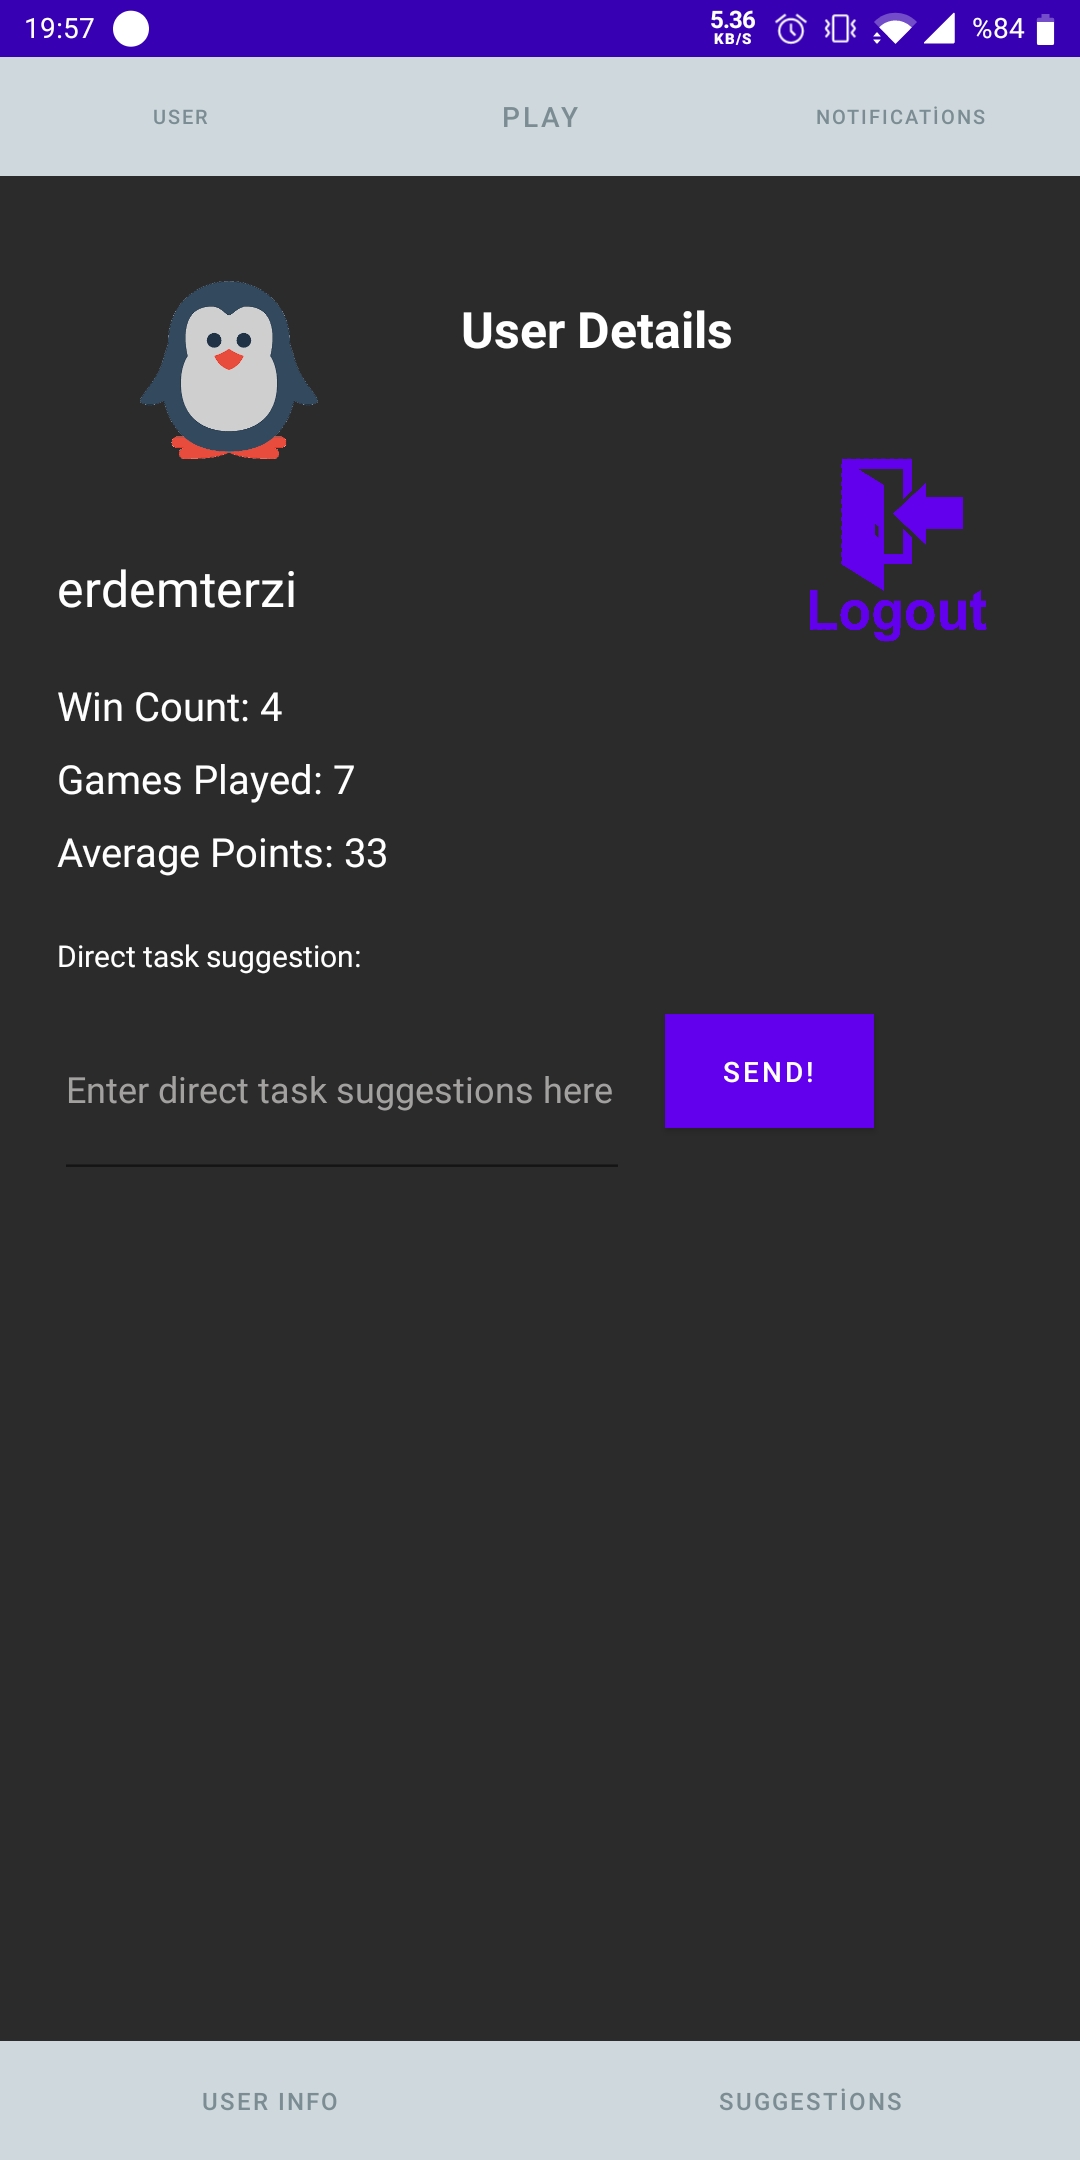 19:57 5.36 KB/S %84
USER PLAY NOTIFICATİONS
User Details
Logout
erdemterzi
Win Count: 4
Games Played: 7
Average Points: 33
Direct task suggestion:
Enter direct task suggestions here SEND!
USER INFO SUGGESTİONS